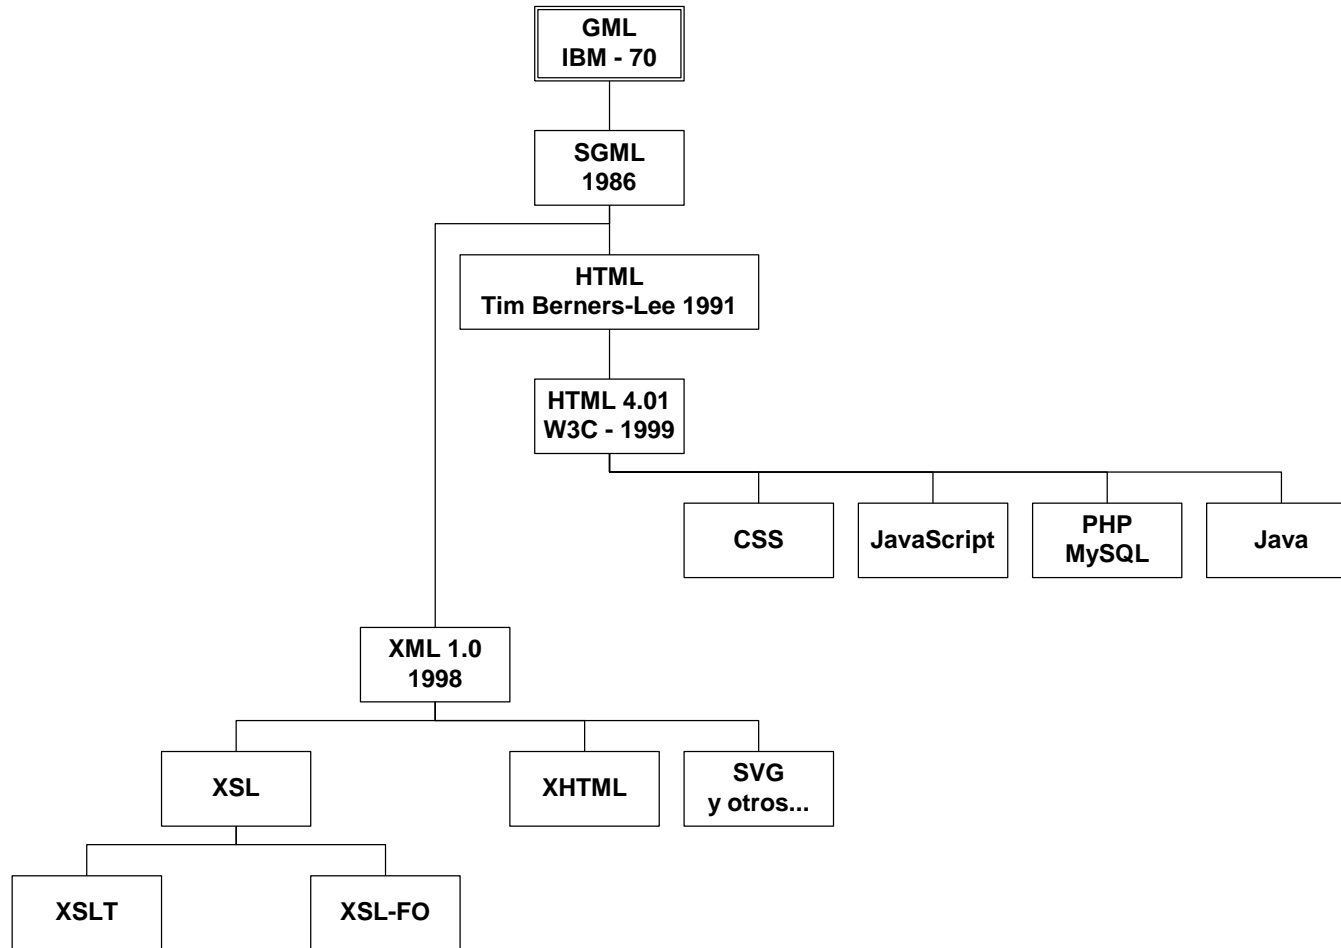 GML
IBM - 70
SGML
1986
HTML
Tim Berners-Lee 1991
HTML 4.01
W3C - 1999
CSS
JavaScript
PHP
MySQL
Java
XML 1.0
1998
XSL
XHTML
SVG
y otros...
XSLT
XSL-FO